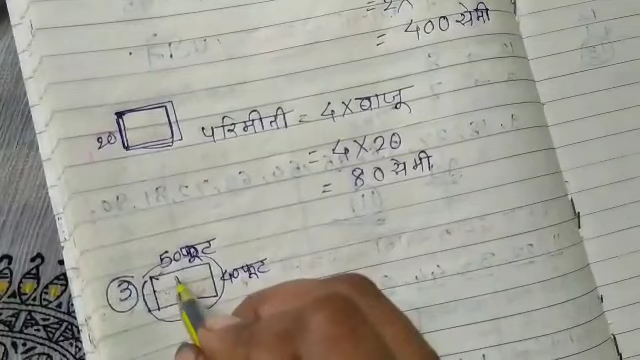 = 400 सेमी
20 परिमीती = 4 × बाजू
= 4 × 20
= 80 सेमी
50 फूट
3 40 फूट